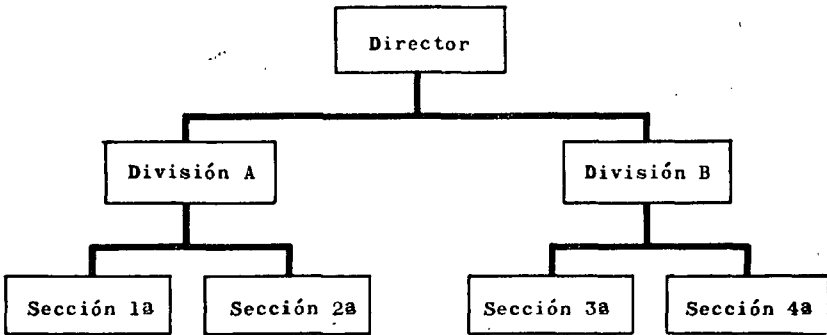 Director
División A
División B
Sección 1ª
Sección 2ª
Sección 3ª
Sección 4ª